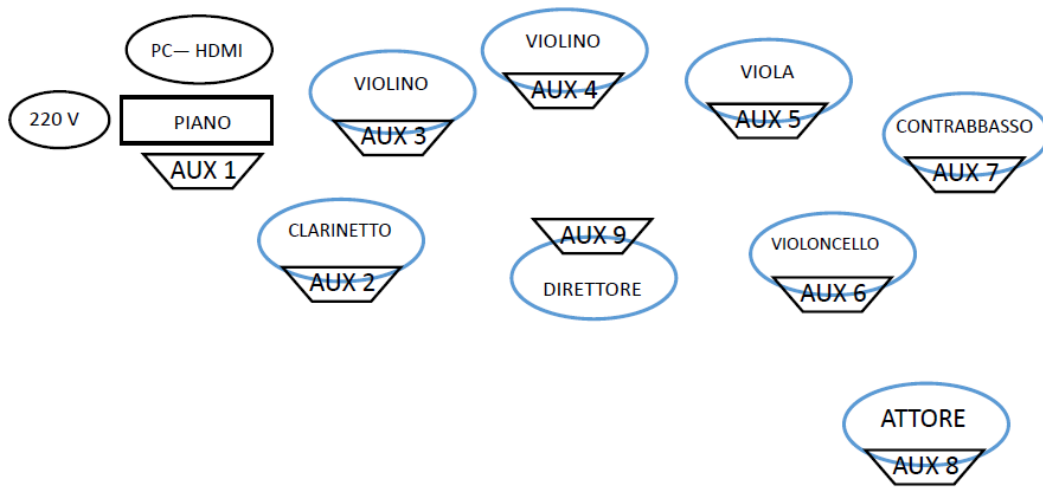 PC— HDMI
220 V
PIANO
AUX 1
VIOLINO
AUX 3
VIOLINO
AUX 4
VIOLA
AUX 5
CONTRABBASSO
AUX 7
CLARINETTO
AUX 2
AUX 9
DIRETTORE
VIOLONCELLO
AUX 6
ATTORE
AUX 8